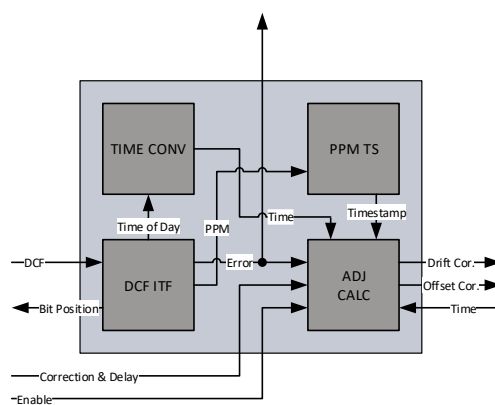 TIME CONV
PPM TS
Time of Day
PPM
Time
Timestamp
DCF
DCF ITF
Error
ADJ
CALC
Drift Cor.
Offset Cor.
Bit Position
Time
Correction & Delay
Enable